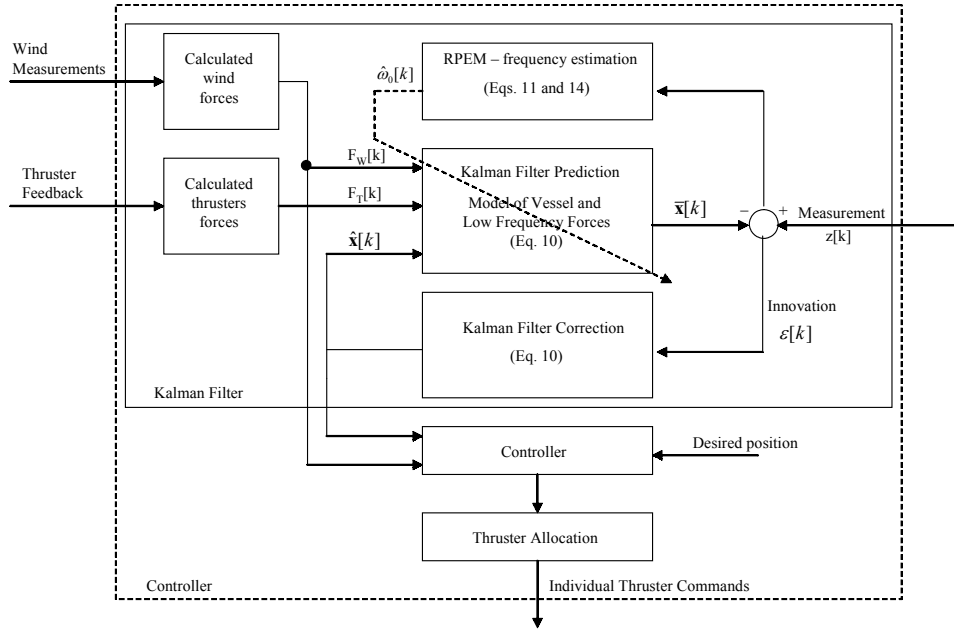 Wind
Measurements
Calculated
wind
forces
ω̂₀[k]
RPEM – frequency estimation
(Eqs. 11 and 14)
Thruster
Feedback
Calculated
thrusters
forces
F_W[k]
F_T[k]
x̂[k]
Kalman Filter Prediction
Model of Vessel and
Low Frequency Forces
(Eq. 10)
x̄[k]
− +
Measurement
z[k]
Innovation
ε[k]
Kalman Filter Correction
(Eq. 10)
Kalman Filter
Controller
Desired position
Thruster Allocation
Controller
Individual Thruster Commands